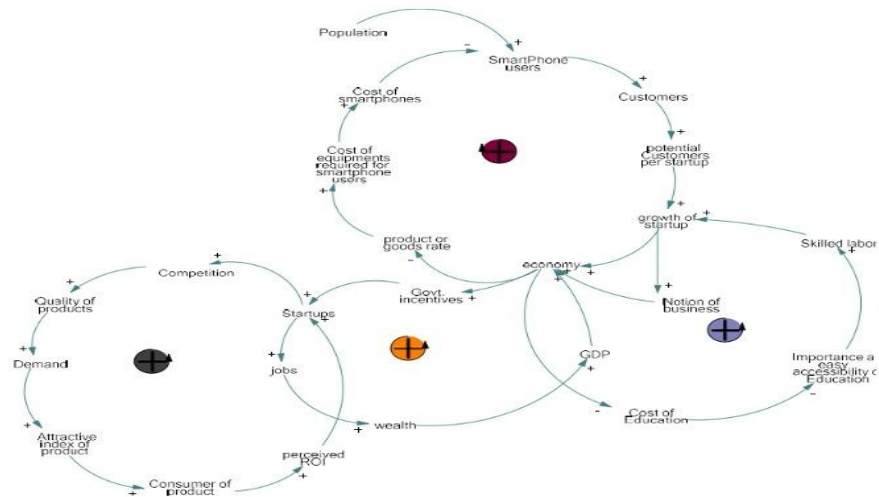 Population
SmartPhone
users
Cost of
smartphones
Customers
Cost of
equipments
required for
smartphone
users
potential
Customers
per startup
growth of
startup
Skilled labor
product or
goods rate
economy
Competition
Govt.
incentives
Notion of
business
Quality of
products
Startups
Demand
jobs
GDP
Importance a
easy
accessibility
Education
Cost of
Education
wealth
Attractive
index of
product
perceived
ROI
Consumer of
product